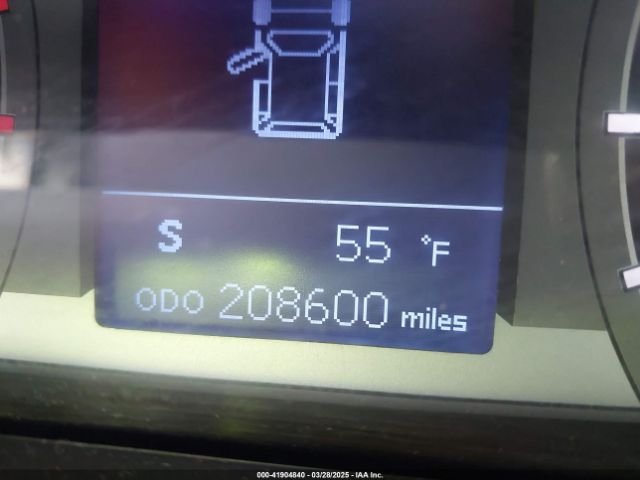 S 55 °F
ODO 208600 miles
000-41904840 - 03/28/2025 - IAA Inc.